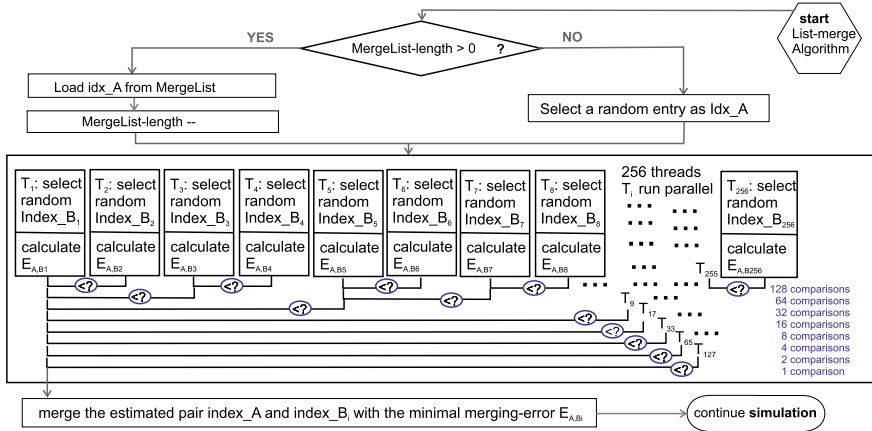 start
List-merge
Algorithm
YES
MergeList-length > 0 ?
NO
Load idx_A from MergeList
MergeList-length --
Select a random entry as Idx_A
T1: select random Index_B1
calculate EA,B1
T2: select random Index_B2
calculate EA,B2
T3: select random Index_B3
calculate EA,B3
T4: select random Index_B4
calculate EA,B4
T5: select random Index_B5
calculate EA,B5
T6: select random Index_B6
calculate EA,B6
T7: select random Index_B7
calculate EA,B7
T8: select random Index_B8
calculate EA,B8
256 threads
Ti run parallel
T256: select random Index_B256
calculate EA,B256
T255
<?
<?
<?
<?
<?
128 comparisons
<?
<?
64 comparisons
<?
T9
32 comparisons
<?
T17
16 comparisons
<?
T33
8 comparisons
<?
T65
4 comparisons
<?
T127
2 comparisons
<?
1 comparison
merge the estimated pair index_A and index_Bi with the minimal merging-error EA,Bi
continue simulation